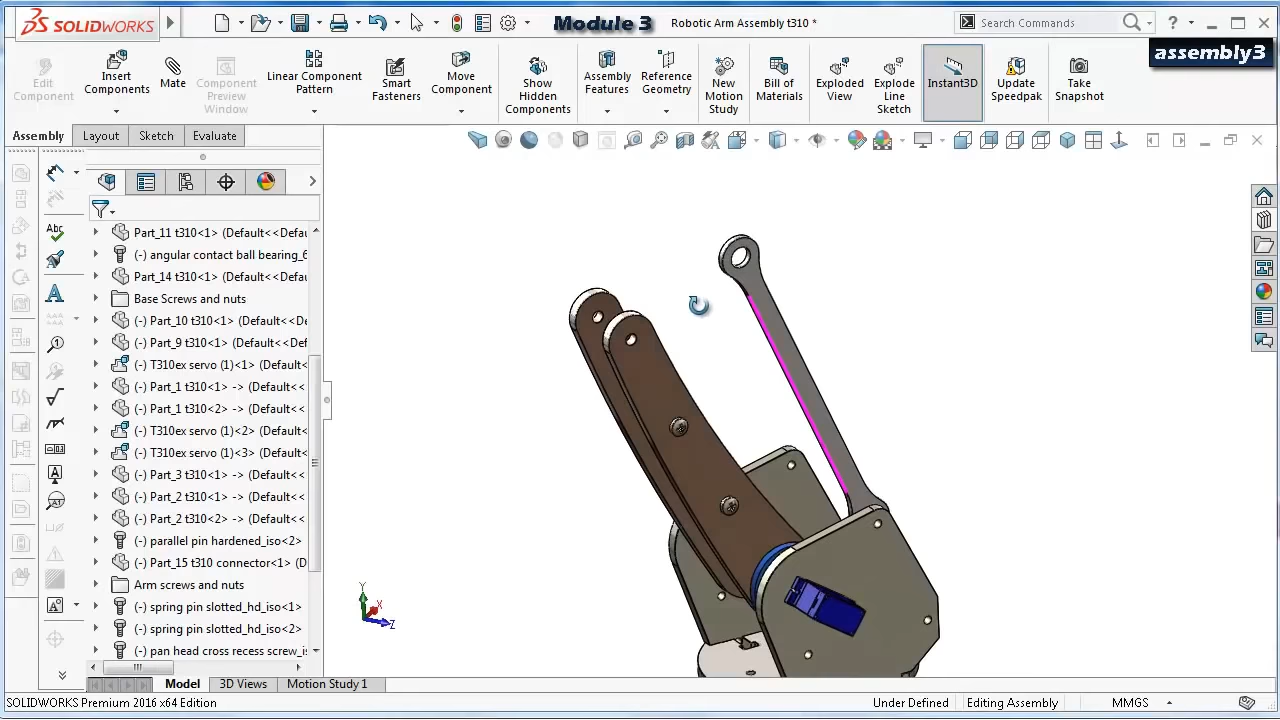 SOLIDWORKS
Module 3
Robotic Arm Assembly t310 *
Search Commands
?
assembly3
Edit Component
Insert Components
Mate
Component Preview Window
Linear Component Pattern
Smart Fasteners
Move Component
Show Hidden Components
Assembly Features
Reference Geometry
New Motion Study
Bill of Materials
Exploded View
Explode Line Sketch
Instant3D
Update Speedpak
Take Snapshot
Assembly
Layout
Sketch
Evaluate
Part_11 t310<1> (Default<<Defau
(-) angular contact ball bearing_6
Part_14 t310<1> (Default<<Defau
Base Screws and nuts
(-) Part_10 t310<1> (Default<<De
(-) Part_9 t310<1> (Default<<Def
(-) T310ex servo (1)<1> (Default<
(-) Part_1 t310<1> -> (Default<<
(-) Part_1 t310<2> -> (Default<<
(-) T310ex servo (1)<2> (Default<
(-) T310ex servo (1)<3> (Default<
(-) Part_3 t310<1> -> (Default<<
(-) Part_2 t310<1> -> (Default<<
(-) Part_2 t310<2> -> (Default<<
(-) parallel pin hardened_iso<2>
(-) Part_15 t310 connector<1> (D
Arm screws and nuts
(-) spring pin slotted_hd_iso<1>
(-) spring pin slotted_hd_iso<2>
(-) pan head cross recess screw_is
Abc
A
Y
X
Z
Model
3D Views
Motion Study 1
SOLIDWORKS Premium 2016 x64 Edition
Under Defined
Editing Assembly
MMGS